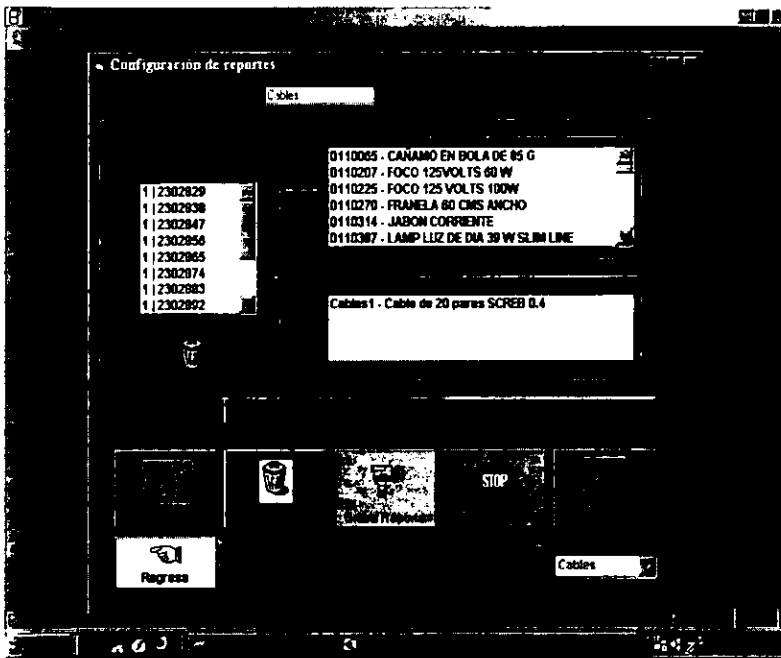 Configuración de reportes
Cables
0110065 - CAÑAMO EN BOLA DE 85 G
0110207 - FOCO 125VOLTS 60 W
0110225 - FOCO 125 VOLTS 100W
0110270 - FRANELA 60 CMS ANCHO
0110314 - JABON CORRIENTE
0110387 - LAMP LUZ DE DIA 39 W SLIM LINE
1 | 2302829
1 | 2302838
1 | 2302847
1 | 2302856
1 | 2302865
1 | 2302874
1 | 2302883
1 | 2302892
Cables1 - Cable de 20 pares SCREB 0.4
STOP
Regresa
Cables